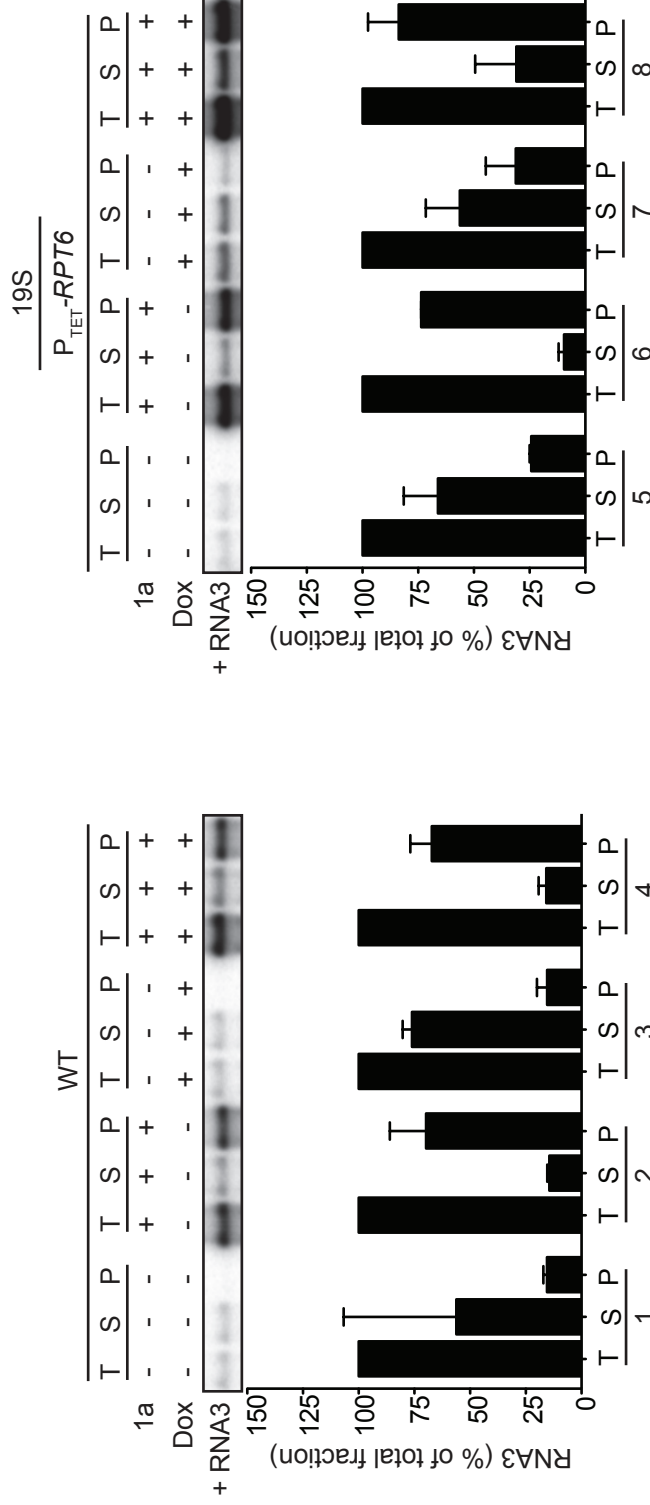 WT
T S P T S P T S P T S P
1a - - - + + + - - - + + +
Dox - - - - - - + + + + + +
+ RNA3
150
125
100
75
50
25
0
RNA3 (% of total fraction)
T S P T S P T S P T S P
1 2 3 4
19S
PTET-RPT6
T S P T S P T S P T S P
1a - - - + + + - - - + + +
Dox - - - - - - + + + + + +
+ RNA3
150
125
100
75
50
25
0
RNA3 (% of total fraction)
T S P T S P T S P T S P
5 6 7 8